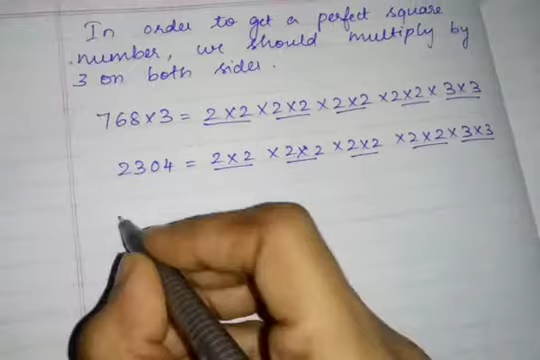 In order to get a perfect square
number, we should multiply by
3 on both sides.
768 × 3 = 2 × 2 × 2 × 2 × 2 × 2 × 2 × 2 × 3 × 3
2304 = 2 × 2 × 2 × 2 × 2 × 2 × 2 × 2 × 3 × 3